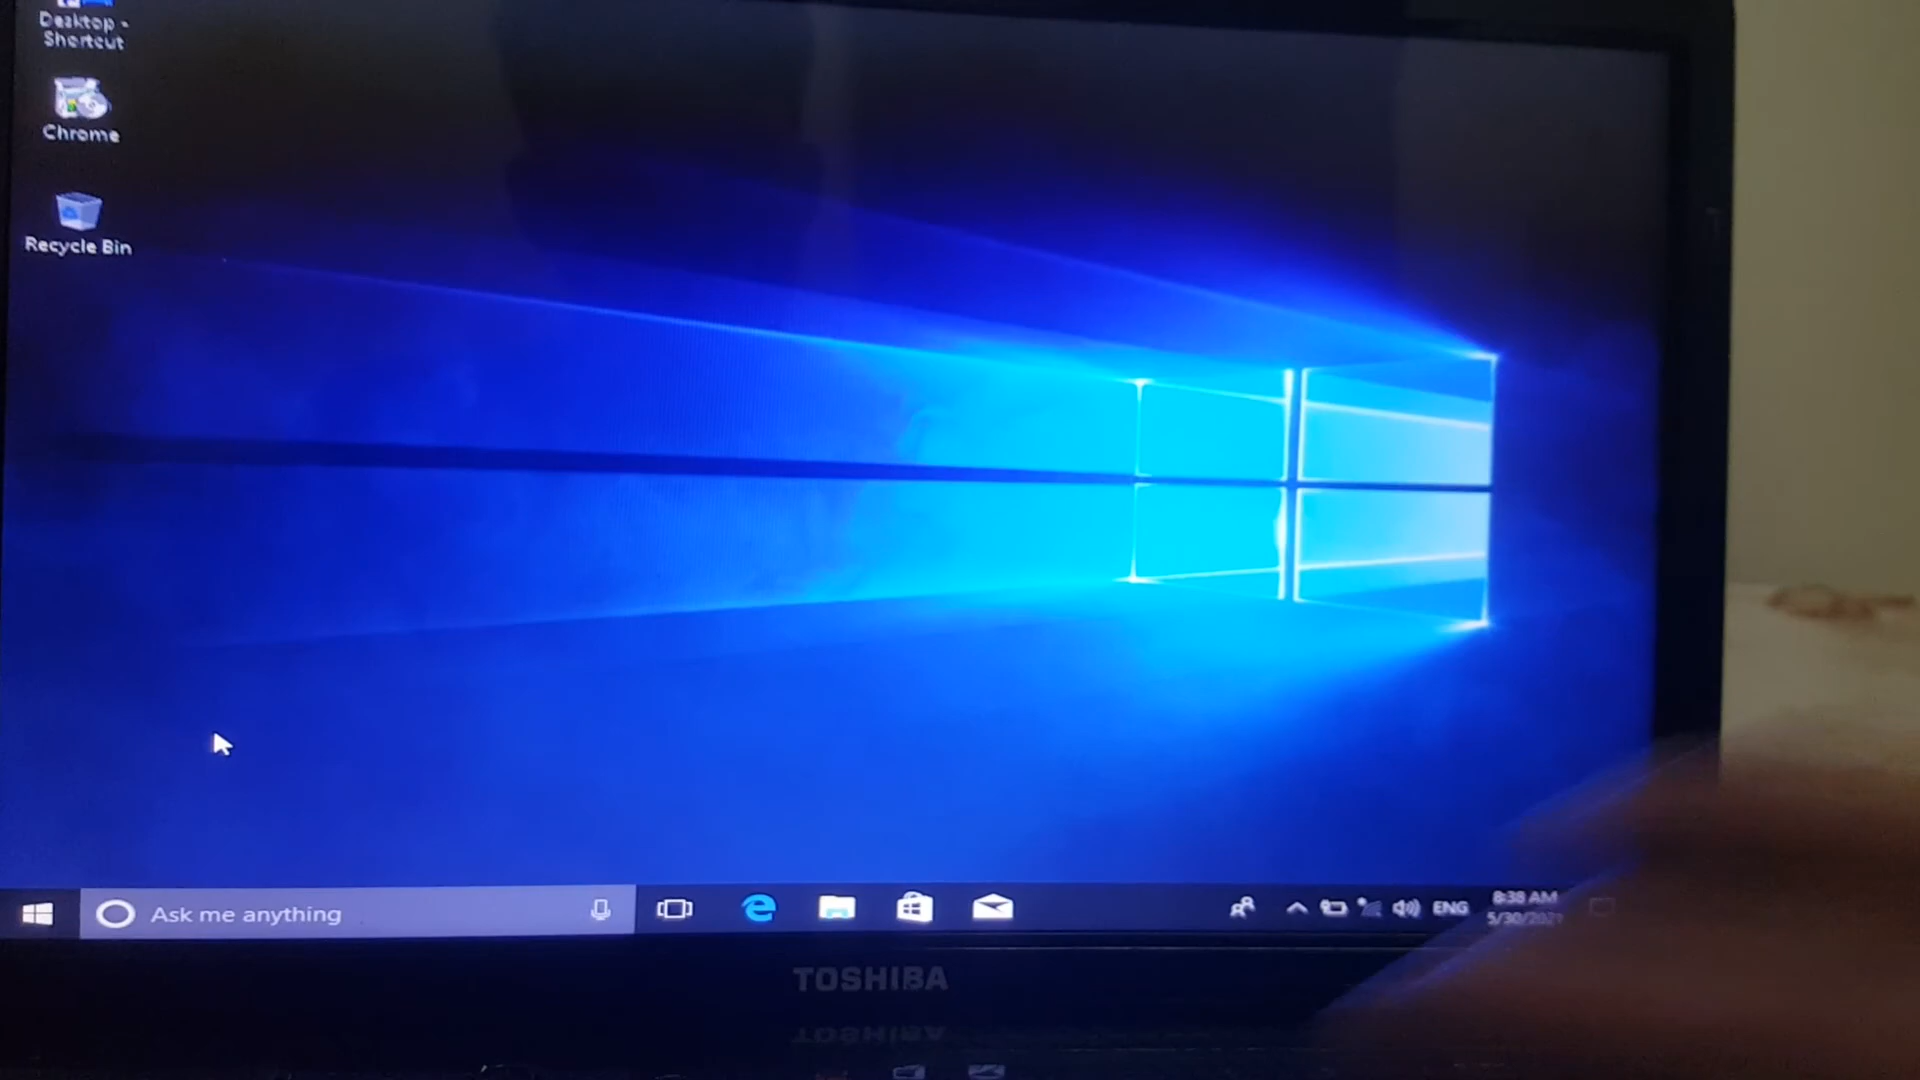 Desktop -
Shortcut
Chrome
Recycle Bin
Ask me anything
ENG
8:38 AM
TOSHIBA